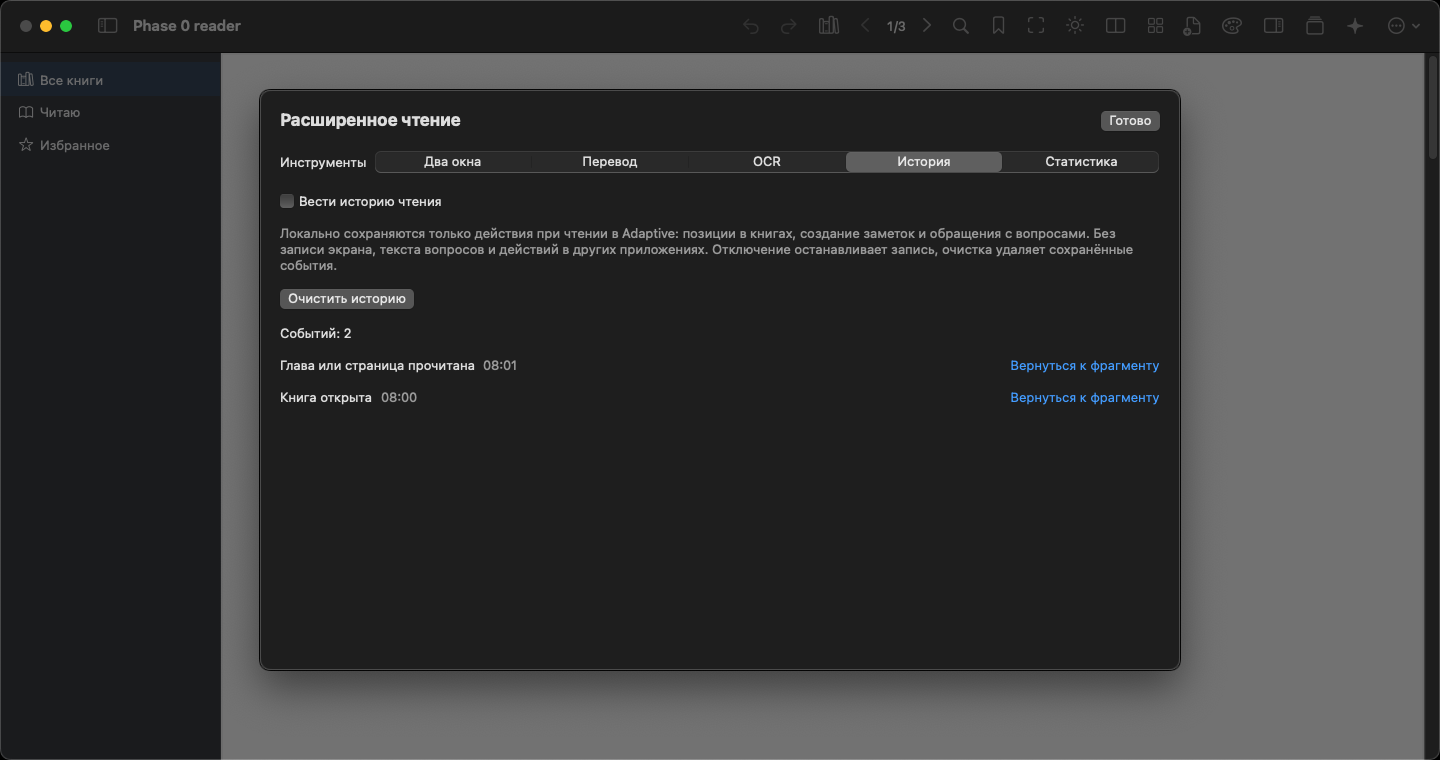 Phase 0 reader
1/3
Все книги
Читаю
Избранное
Расширенное чтение
Готово
Инструменты
Два окна
Перевод
OCR
История
Статистика
Вести историю чтения
Локально сохраняются только действия при чтении в Adaptive: позиции в книгах, создание заметок и обращения с вопросами. Без
записи экрана, текста вопросов и действий в других приложениях. Отключение останавливает запись, очистка удаляет сохранённые
события.
Очистить историю
Событий: 2
Глава или страница прочитана 08:01 Вернуться к фрагменту
Книга открыта 08:00 Вернуться к фрагменту